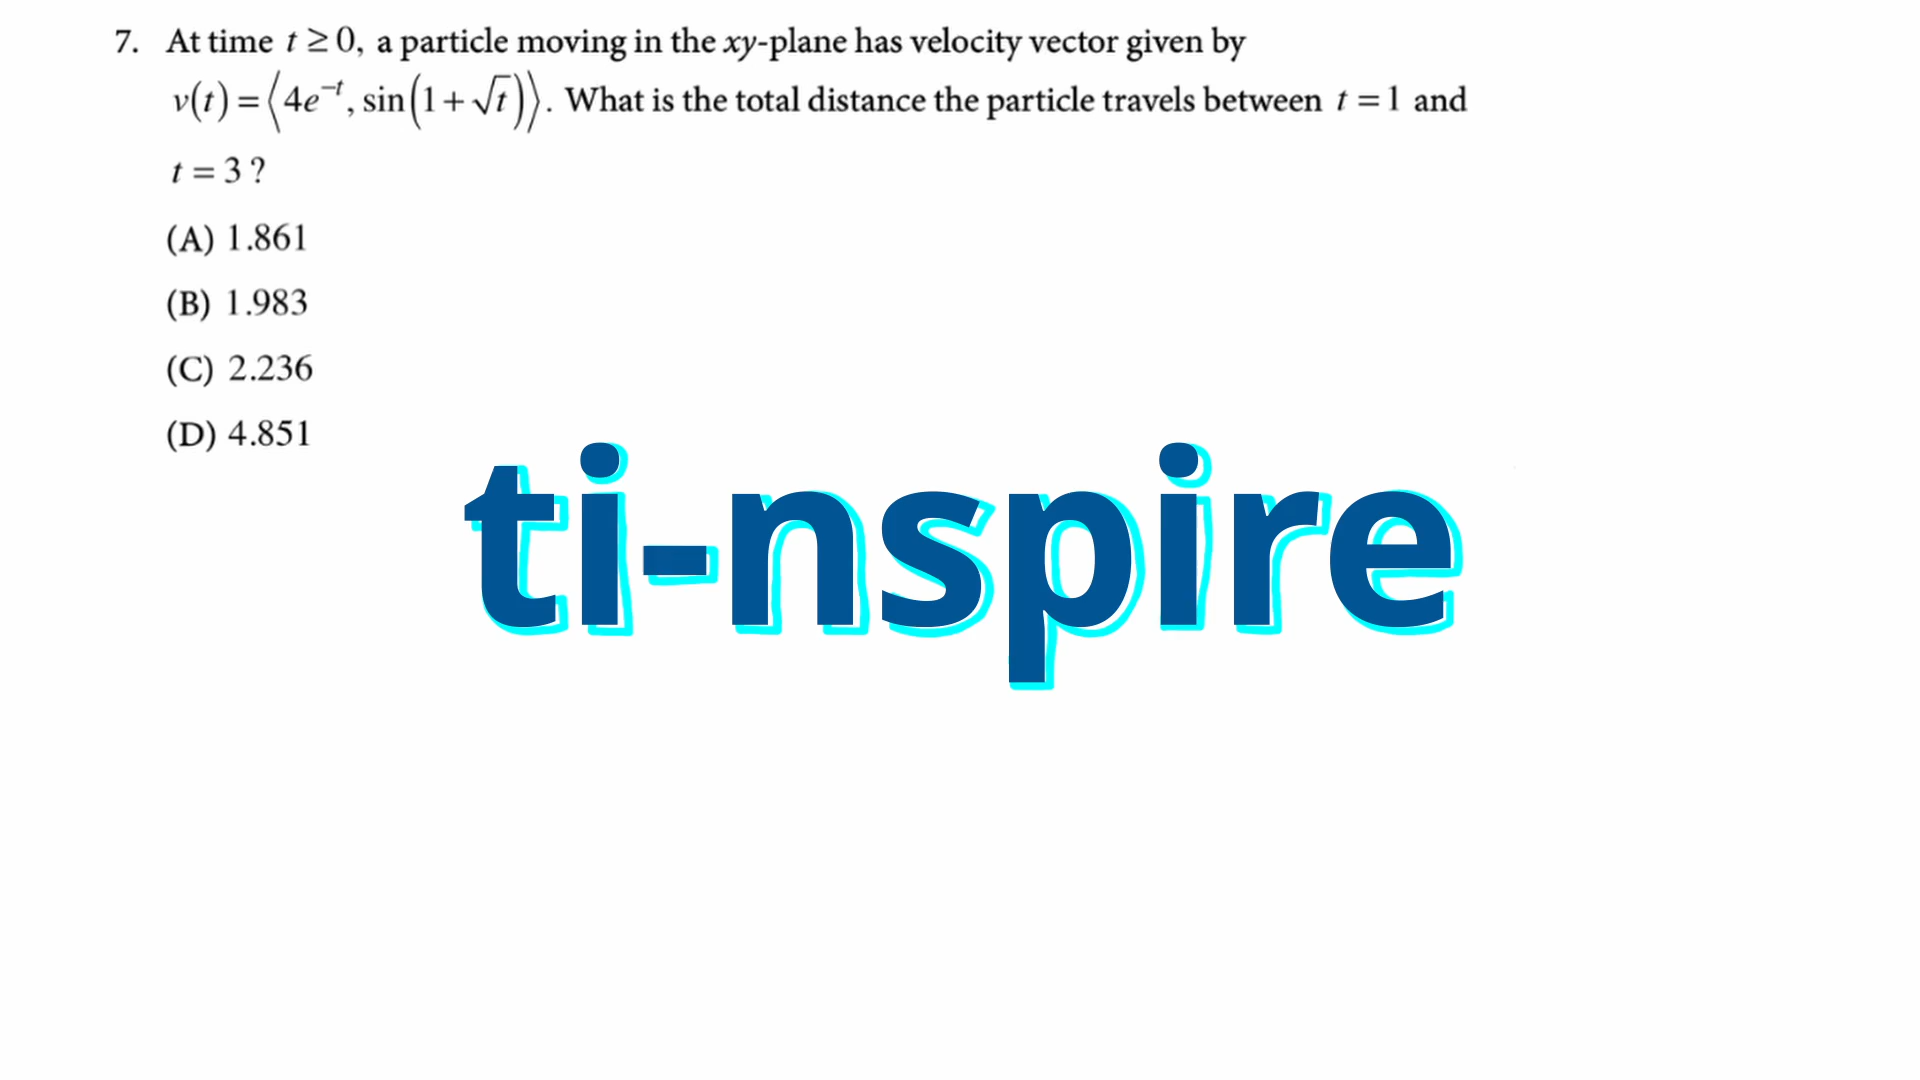 7. At time t ≥ 0, a particle moving in the xy-plane has velocity vector given by
v(t) = ⟨4e⁻ᵗ, sin(1 + √t)⟩. What is the total distance the particle travels between t = 1 and
t = 3 ?
(A) 1.861
(B) 1.983
(C) 2.236
(D) 4.851
ti-nspire